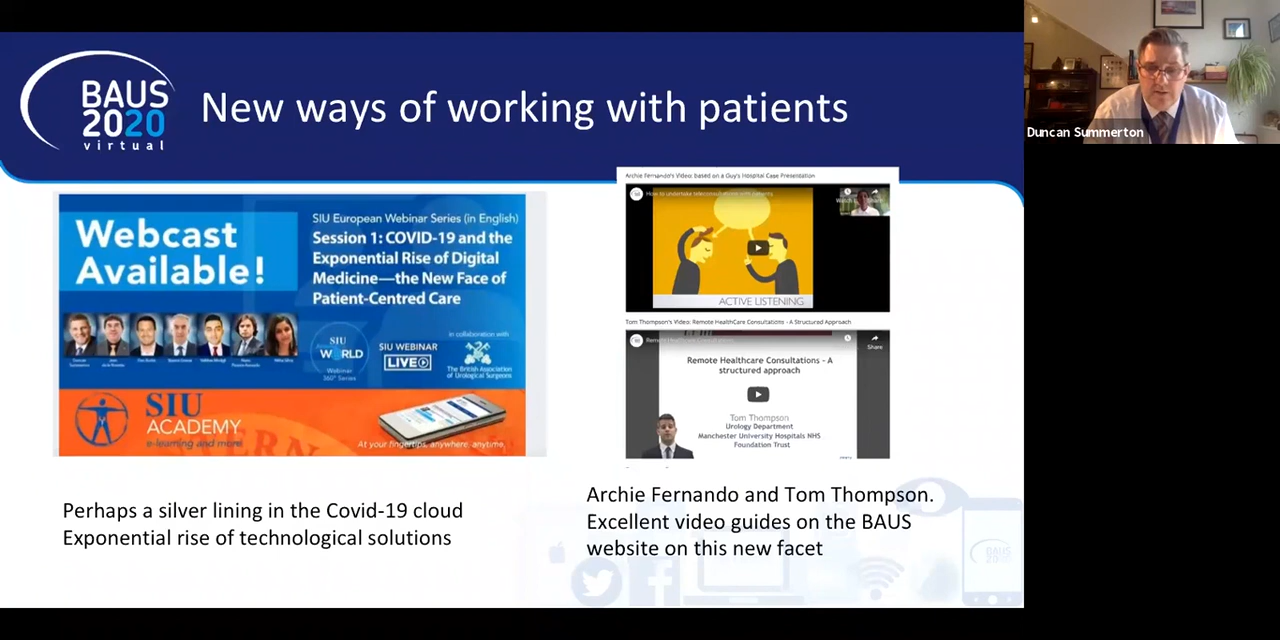 BAUS
2020
virtual
New ways of working with patients
Duncan Summerton
Webcast
Available!
SIU European Webinar Series (in English)
Session 1: COVID-19 and the
Exponential Rise of Digital
Medicine—the New Face of
Patient-Centred Care
SIU
WORLD
Webinar
360° Series
SIU WEBINAR
LIVE
in collaboration with
The British Association
of Urological Surgeons
SIU
ACADEMY
e-learning and more
At your fingertips, anywhere, anytime.
Archie Fernando's Video: based on a Guy's Hospital Case Presentation
How to undertake teleconsultations with patients
Share
ACTIVE LISTENING
Tom Thompson's Video: Remote HealthCare Consultations - A Structured Approach
Remote Healthcare Consultations
Share
Remote Healthcare Consultations - A
structured approach
Tom Thompson
Urology Department
Manchester University Hospitals NHS
Foundation Trust
Perhaps a silver lining in the Covid-19 cloud
Exponential rise of technological solutions
Archie Fernando and Tom Thompson.
Excellent video guides on the BAUS
website on this new facet
BAUS